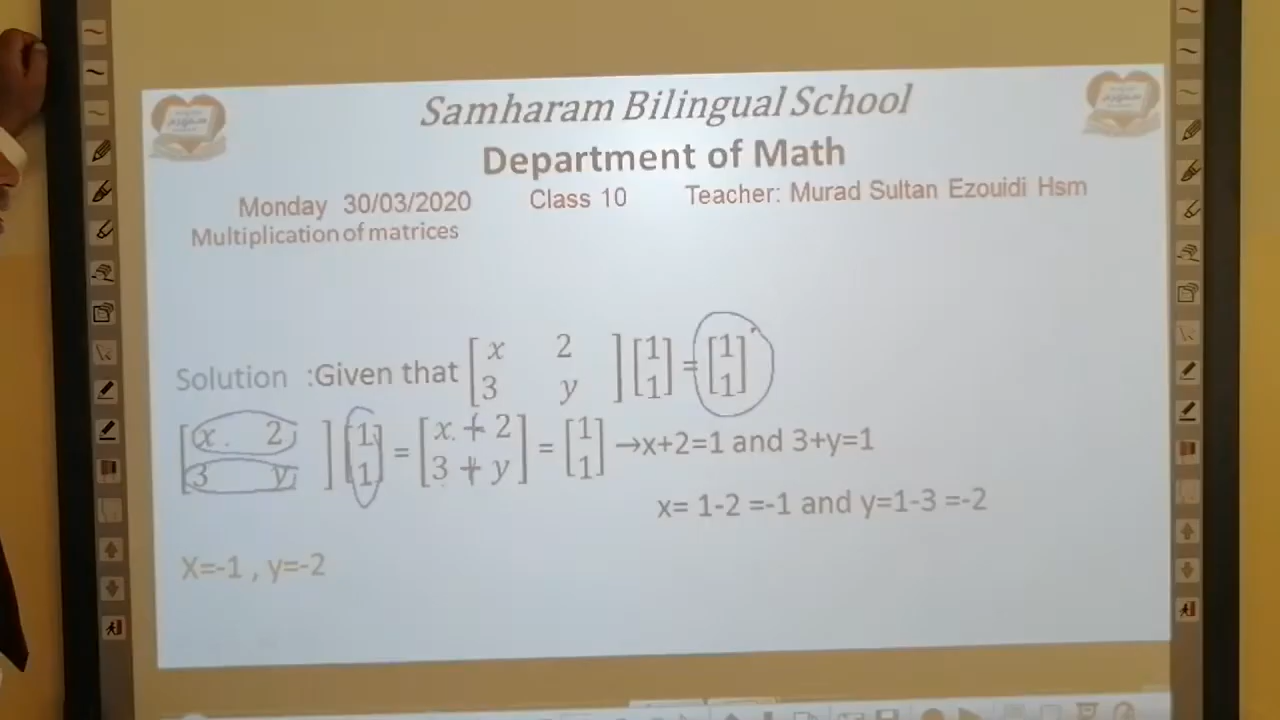 Samharam Bilingual School
Department of Math
Monday 30/03/2020 Class 10 Teacher: Murad Sultan Ezouidi Hsm
Multiplication of matrices
Solution :Given that [x 2; 3 y][1; 1] = [1; 1]
[x. 2; 3 y][1; 1] = [x. + 2; 3 + y] = [1; 1] →x+2=1 and 3+y=1
x= 1-2 =-1 and y=1-3 =-2
X=-1 , y=-2